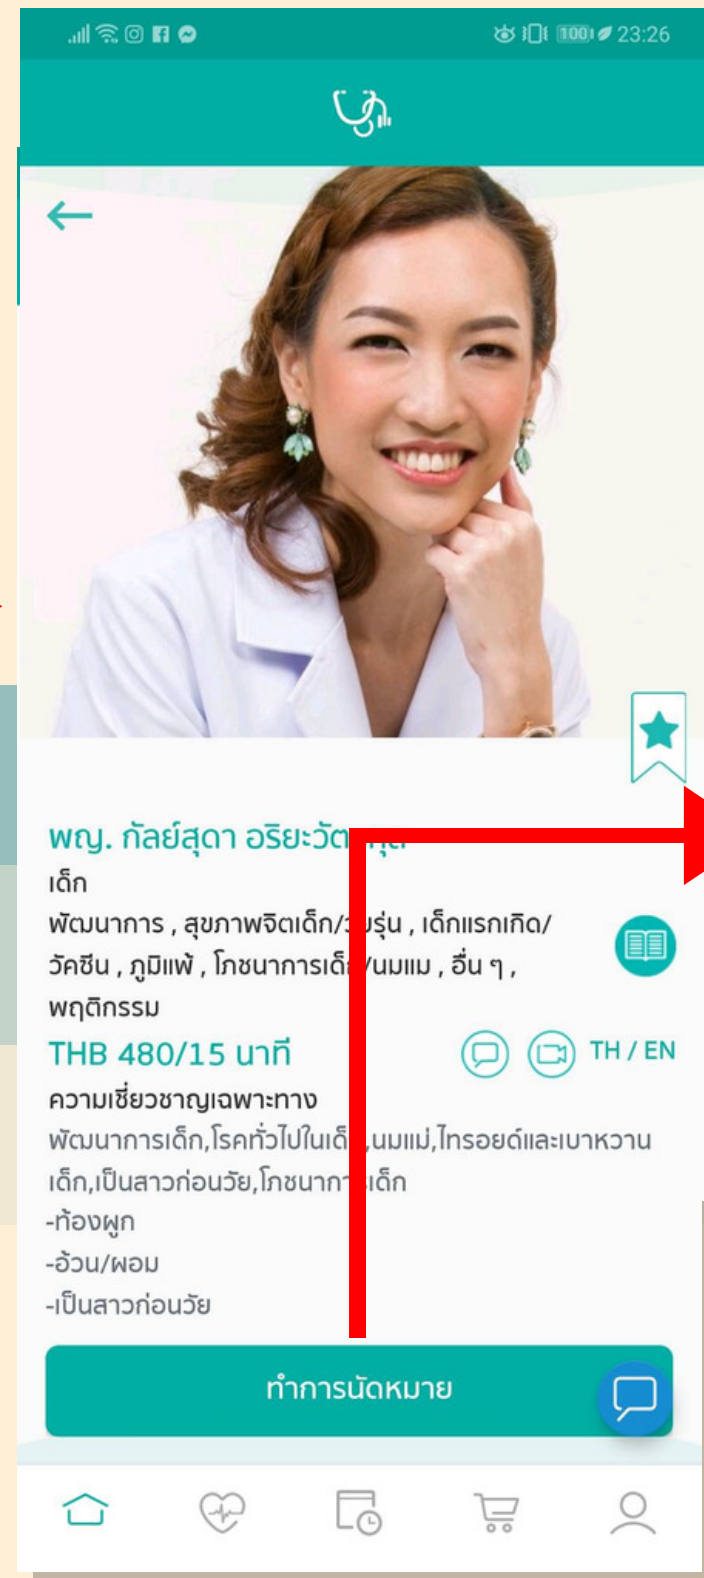 100 23:26
พญ. กัลย์สุดา
เด็ก
พัฒนาการ , สุขภาพจิตเด็ก/วัยรุ่น , เด็กแรกเกิด/
วัคซีน , ภูมิแพ้ , โภชนาการเด็ก/นมแม , อื่น ๆ ,
พฤติกรรม
THB 480/15 นาที
TH / EN
ความเชี่ยวชาญเฉพาะทาง
พัฒนาการเด็ก,โรคทั่วไปในเด็ก,นมแม่,ไทรอยด์และเบาหวาน
เด็ก,เป็นสาวก่อนวัย,โภชนาการเด็ก
-ท้องผูก
-อ้วน/ผอม
-เป็นสาวก่อนวัย
ทำการนัดหมาย